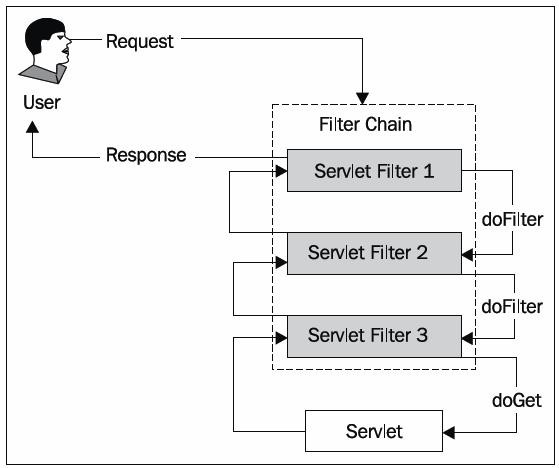 Request
User
Filter Chain
Response
Servlet Filter 1
doFilter
Servlet Filter 2
doFilter
Servlet Filter 3
doGet
Servlet